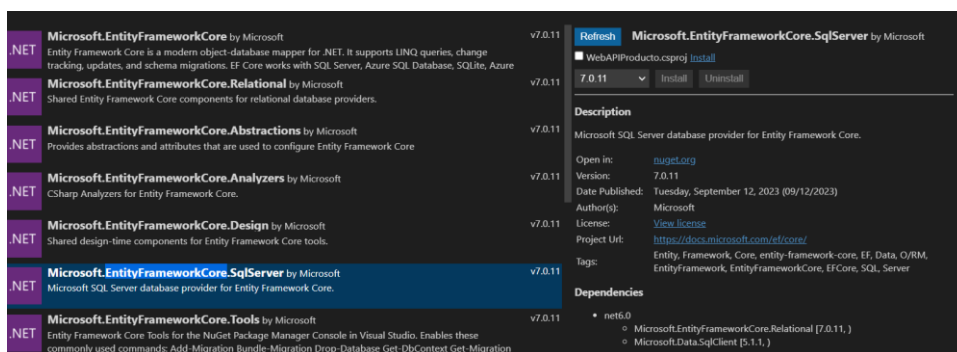 .NET
Microsoft.EntityFrameworkCore by Microsoft
v7.0.11
Entity Framework Core is a modern object-database mapper for .NET. It supports LINQ queries, change
tracking, updates, and schema migrations. EF Core works with SQL Server, Azure SQL Database, SQLite, Azure
.NET
Microsoft.EntityFrameworkCore.Relational by Microsoft
v7.0.11
Shared Entity Framework Core components for relational database providers.
.NET
Microsoft.EntityFrameworkCore.Abstractions by Microsoft
v7.0.11
Provides abstractions and attributes that are used to configure Entity Framework Core
.NET
Microsoft.EntityFrameworkCore.Analyzers by Microsoft
v7.0.11
CSharp Analyzers for Entity Framework Core.
.NET
Microsoft.EntityFrameworkCore.Design by Microsoft
v7.0.11
Shared design-time components for Entity Framework Core tools.
.NET
Microsoft.EntityFrameworkCore.SqlServer by Microsoft
v7.0.11
Microsoft SQL Server database provider for Entity Framework Core.
.NET
Microsoft.EntityFrameworkCore.Tools by Microsoft
v7.0.11
Entity Framework Core Tools for the NuGet Package Manager Console in Visual Studio. Enables these
commonly used commands: Add-Migration Bundle-Migration Drop-Database Get-DbContext Get-Migration
Refresh Microsoft.EntityFrameworkCore.SqlServer by Microsoft
WebAPIProducto.csproj Install
7.0.11 Install Uninstall
Description
Microsoft SQL Server database provider for Entity Framework Core.
Open in: nuget.org
Version: 7.0.11
Date Published: Tuesday, September 12, 2023 (09/12/2023)
Author(s): Microsoft
License: View license
Project Url: https://docs.microsoft.com/ef/core/
Tags: Entity, Framework, Core, entity-framework-core, EF, Data, O/RM,
EntityFramework, EntityFrameworkCore, EFCore, SQL, Server
Dependencies
net6.0
Microsoft.EntityFrameworkCore.Relational [7.0.11, )
Microsoft.Data.SqlClient [5.1.1, )